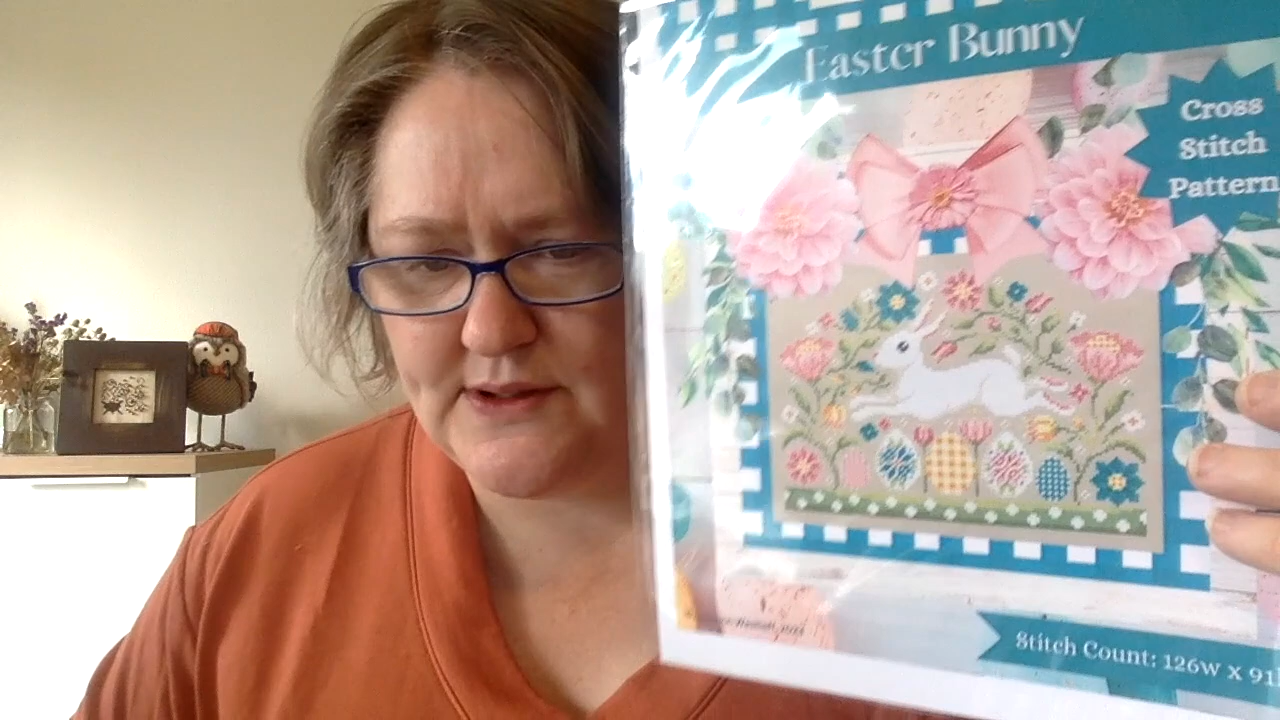 Easter Bunny
Cross
Stitch
Pattern
Stitch Count: 126w x 91